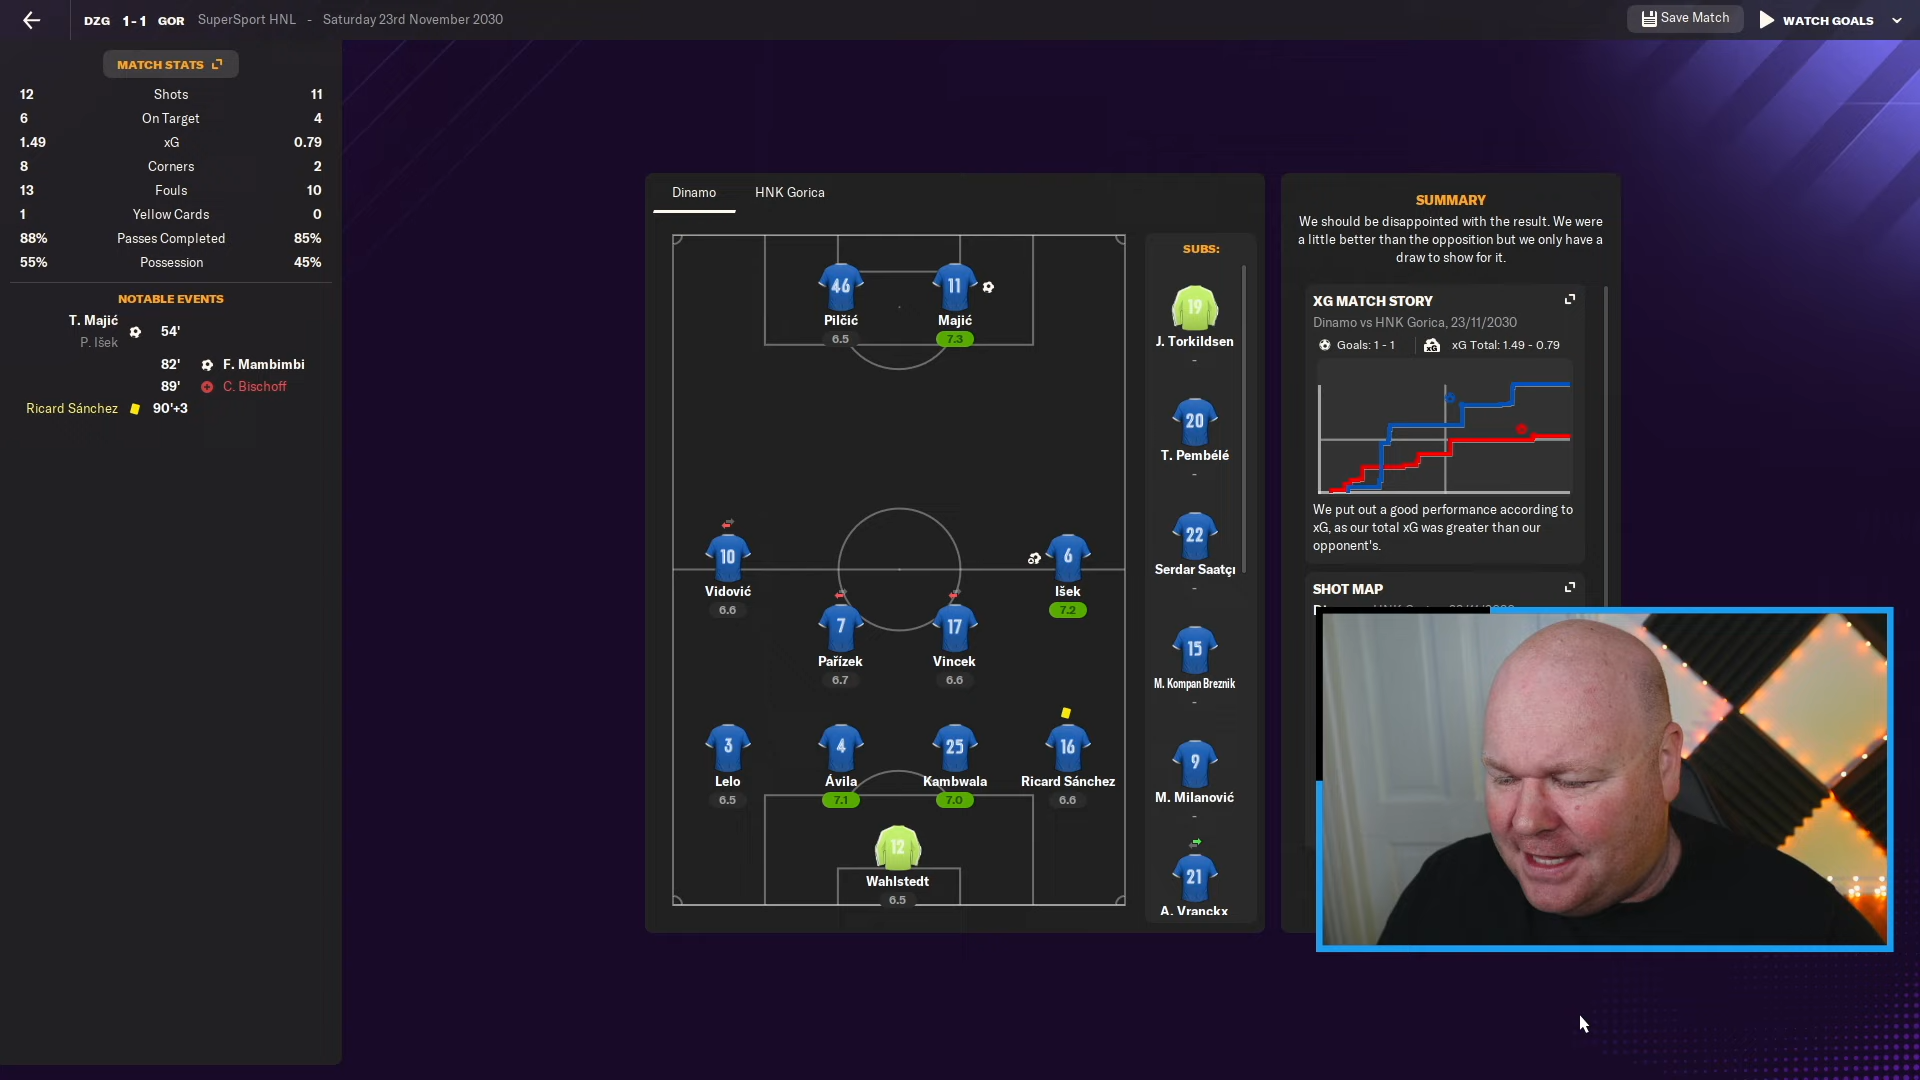 DZG 1-1 GOR SuperSport HNL - Saturday 23rd November 2030
Save Match
WATCH GOALS
MATCH STATS
12 Shots 11
6 On Target 4
1.49 xG 0.79
8 Corners 2
13 Fouls 10
1 Yellow Cards 0
88% Passes Completed 85%
55% Possession 45%
NOTABLE EVENTS
T. Majić 54'
P. Išek
82' F. Mambimbi
89' C. Bischoff
Ricard Sánchez 90'+3
Dinamo HNK Gorica
46 11
Pilčić Majić
6.5 7.3
10 6
Vidović Išek
6.6 7.2
7 17
Pařízek Vincek
6.7 6.6
3 4 25 16
Lelo Ávila Kambwala Ricard Sánchez
6.5 7.1 7.0 6.6
12
Wahlstedt
6.5
SUBS:
19
J. Torkildsen
-
20
T. Pembélé
-
22
Serdar Saatçı
-
15
M. Kompan Breznik
-
9
M. Milanović
-
21
A. Vranckx
SUMMARY
We should be disappointed with the result. We were
a little better than the opposition but we only have a
draw to show for it.
XG MATCH STORY
Dinamo vs HNK Gorica, 23/11/2030
Goals: 1 - 1 xG xG Total: 1.49 - 0.79
We put out a good performance according to
xG, as our total xG was greater than our
opponent's.
SHOT MAP